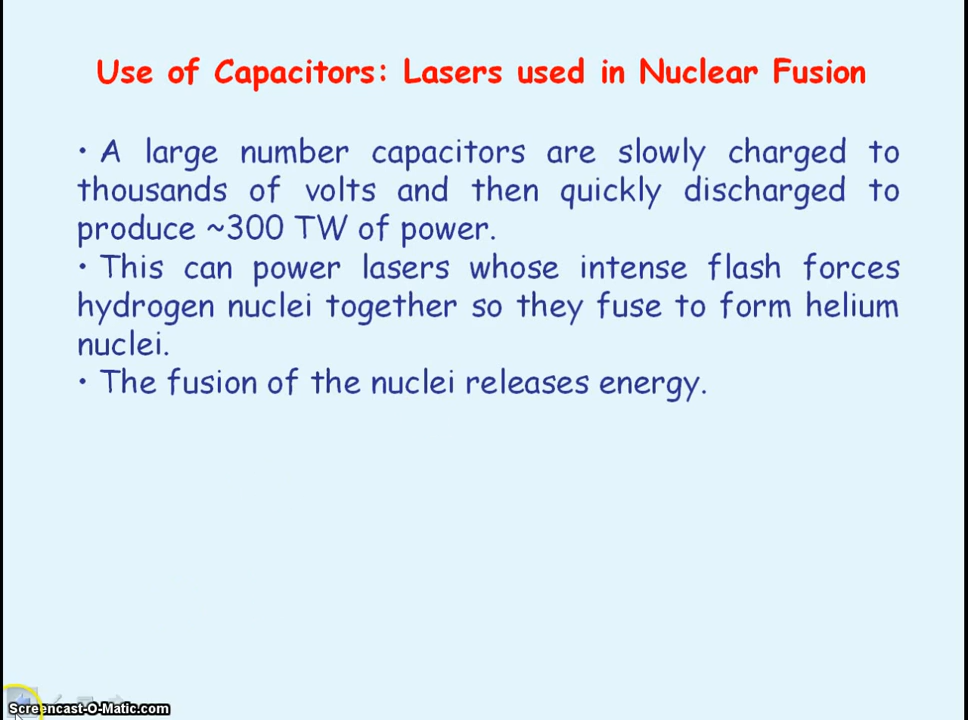 Use of Capacitors: Lasers used in Nuclear Fusion
• A large number capacitors are slowly charged to
thousands of volts and then quickly discharged to
produce ~300 TW of power.
• This can power lasers whose intense flash forces
hydrogen nuclei together so they fuse to form helium
nuclei.
• The fusion of the nuclei releases energy.
Screencast-O-Matic.com